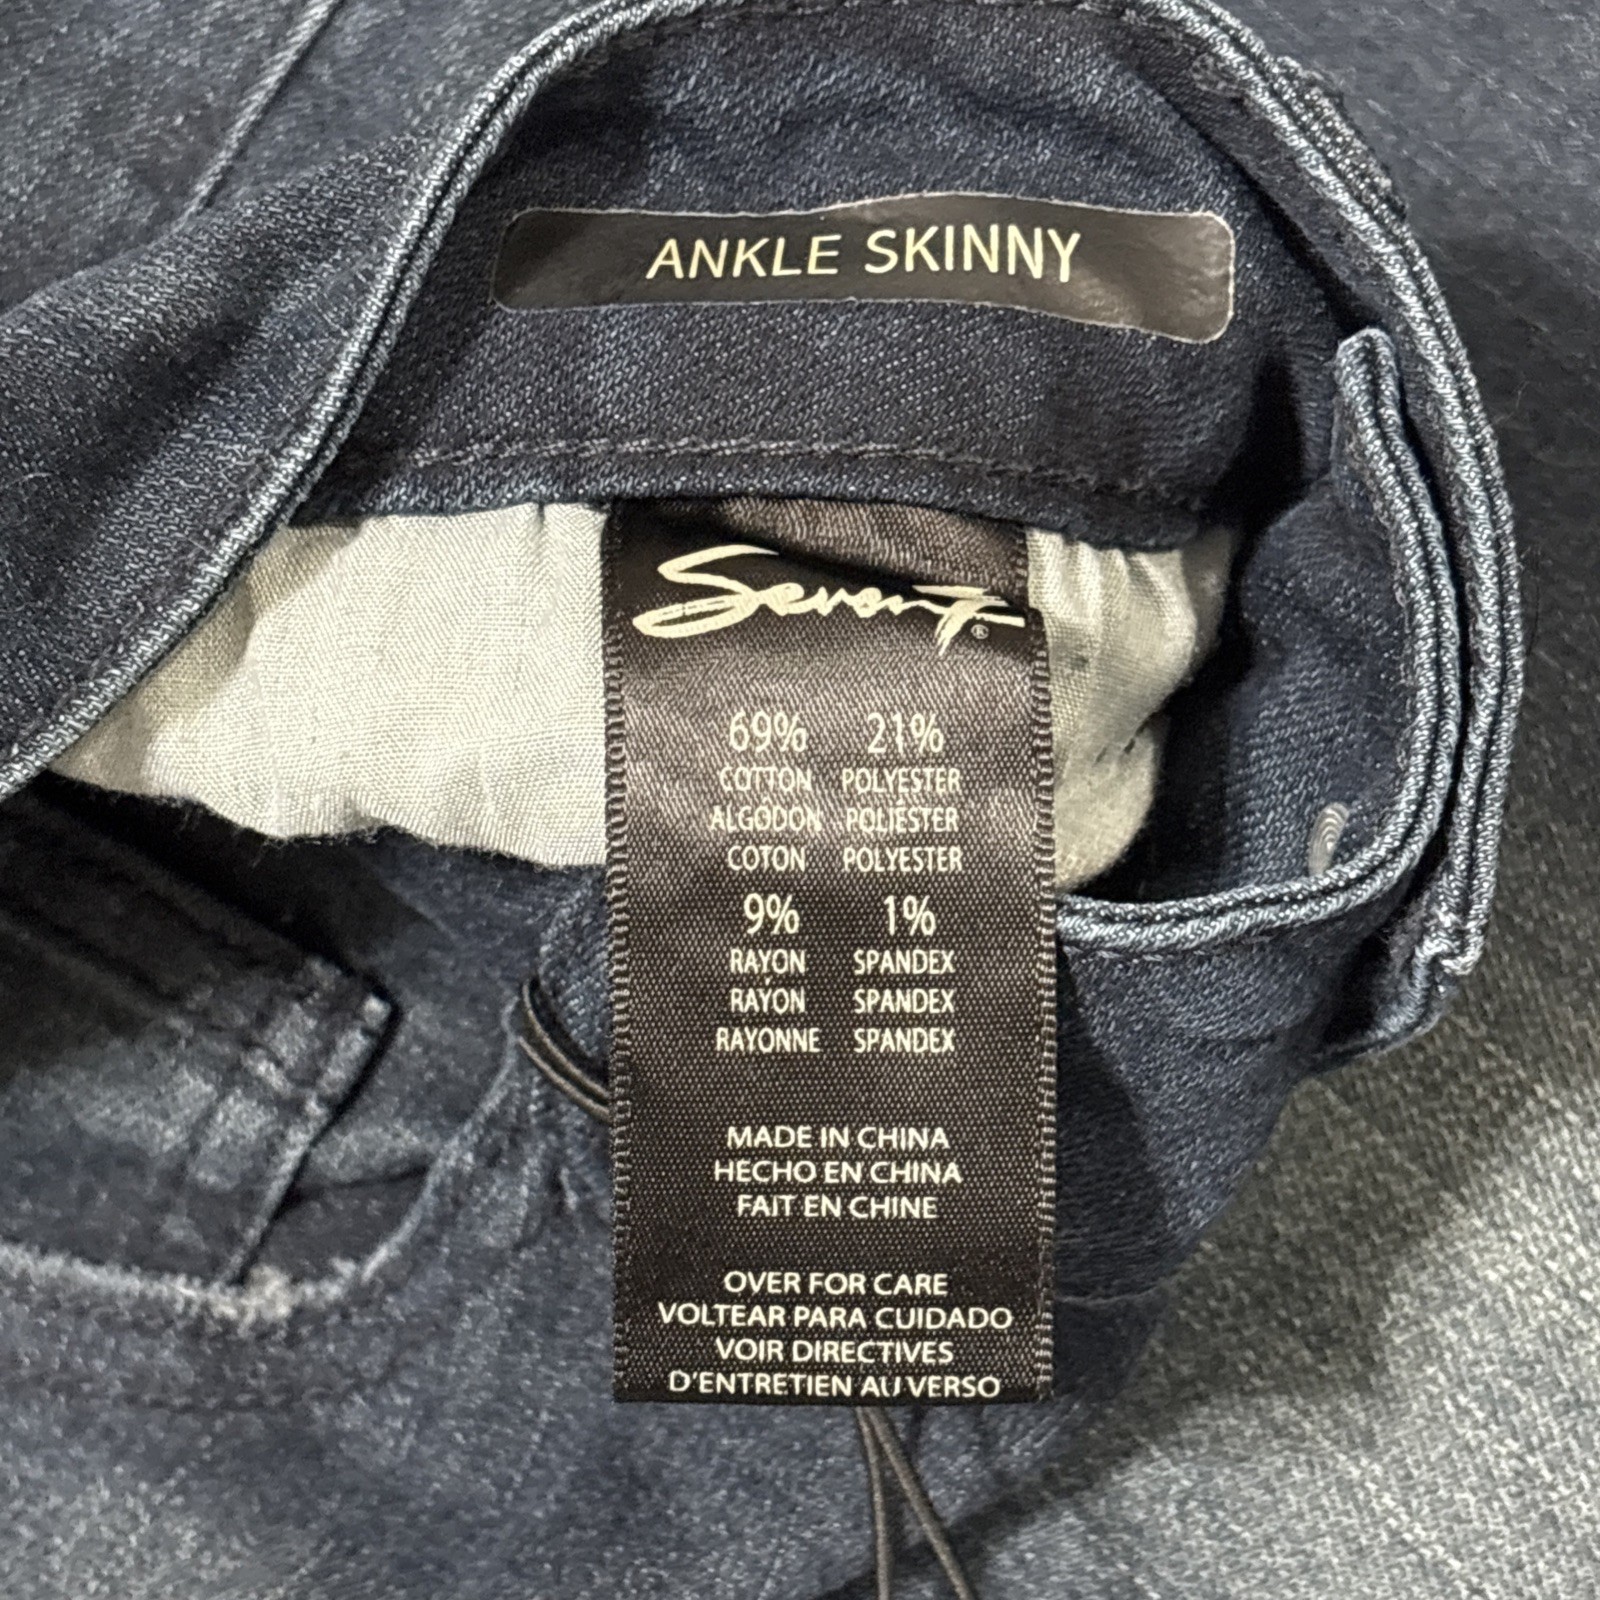 ANKLE SKINNY
Seven7®
69% 21%
COTTON POLYESTER
ALGODON POLIÉSTER
COTON POLYESTER
9% 1%
RAYON SPANDEX
RAYÓN SPANDEX
RAYONNE SPANDEX
MADE IN CHINA
HECHO EN CHINA
FAIT EN CHINE
OVER FOR CARE
VOLTEAR PARA CUIDADO
VOIR DIRECTIVES
D'ENTRETIEN AU VERSO